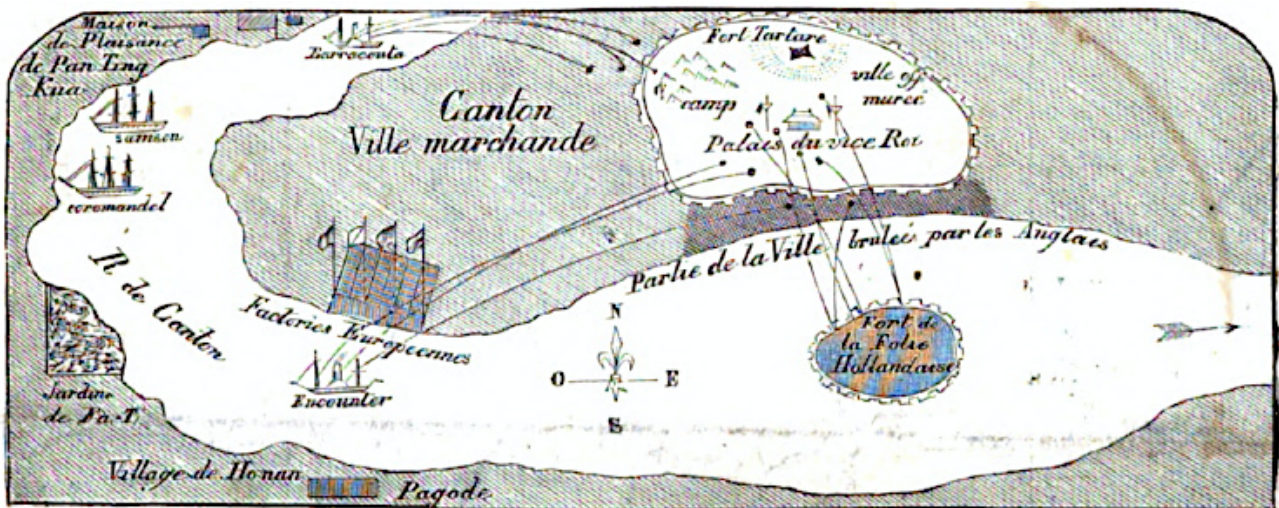 Maison
de Plaisance
de Pan Ting
Kua
Barracouta
Samson
coromandel
Canton
Ville marchande
Fort Tartare
ville
murée
camp
Palais du vice Roi
R. de Canton
Factories Européennes
Partie de la Ville brulées par les Anglais
Fort de
la Folie
Hollandaise
N
O E
S
Encounter
Jardins
de Fa-T
Village de Honan
Pagode